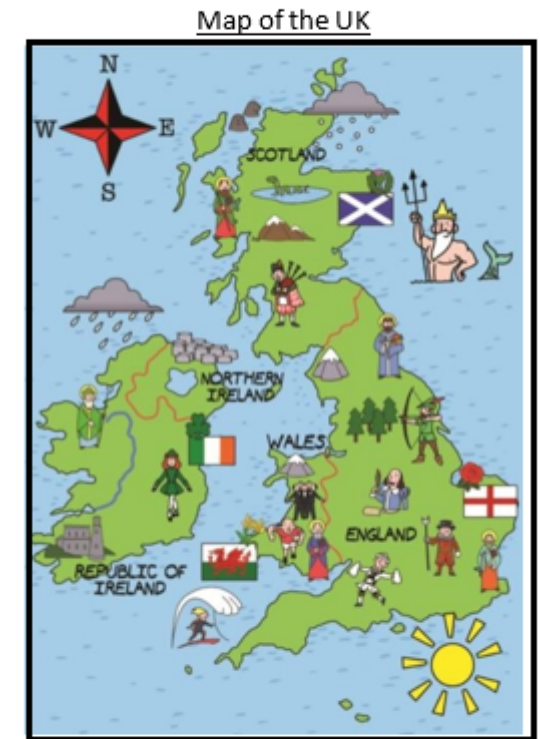 Map of the UK
N
W E
S
SCOTLAND
NORTHERN
IRELAND
WALES
ENGLAND
REPUBLIC OF
IRELAND